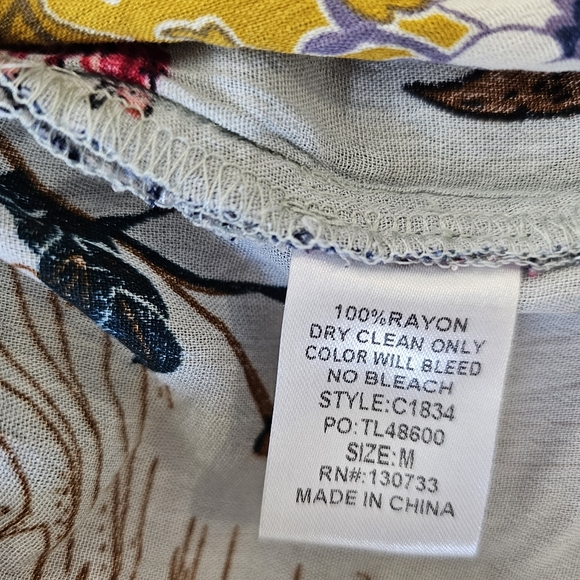 100%RAYON
DRY CLEAN ONLY
COLOR WILL BLEED
NO BLEACH
STYLE:C1834
PO:TL48600
SIZE:M
RN#:130733
MADE IN CHINA